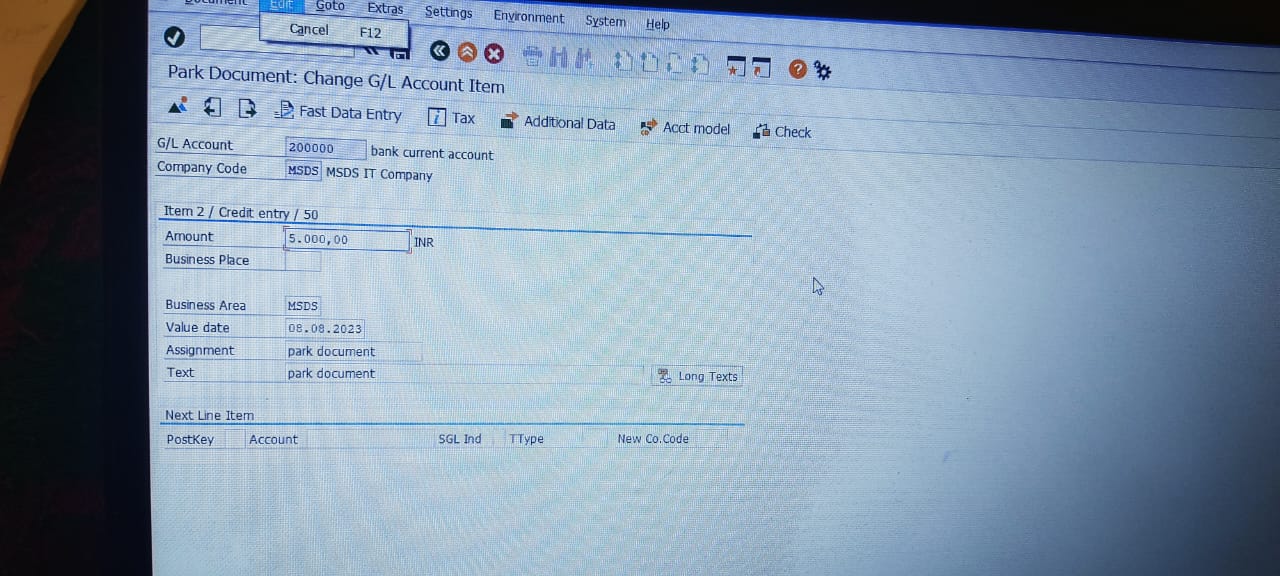 Document Edit Goto Extras Settings Environment System Help
Cancel F12
Park Document: Change G/L Account Item
Fast Data Entry Tax Additional Data Acct model Check
G/L Account 200000 bank current account
Company Code MSDS MSDS IT Company
Item 2 / Credit entry / 50
Amount 5.000,00 INR
Business Place
Business Area MSDS
Value date 08.08.2023
Assignment park document
Text park document Long Texts
Next Line Item
PostKey Account SGL Ind TType New Co.Code